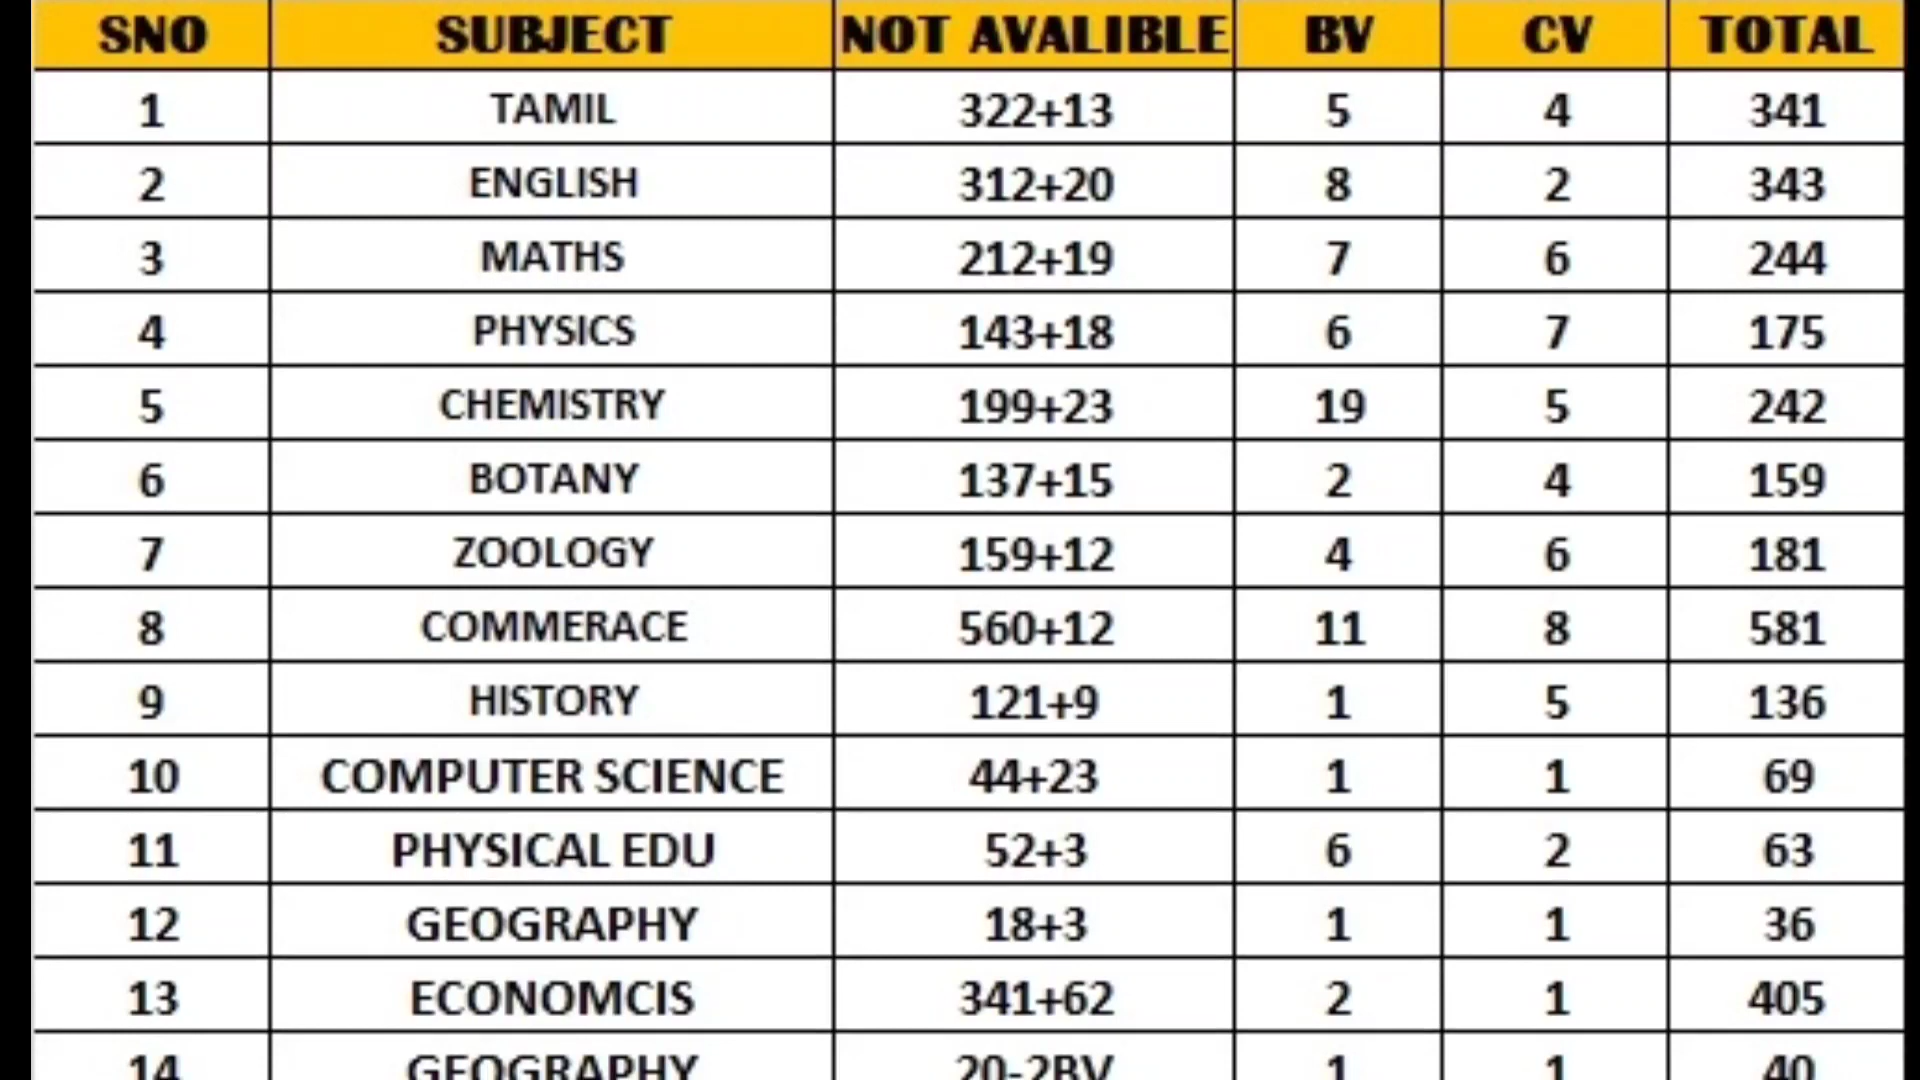 SNO SUBJECT NOT AVALIBLE BV CV TOTAL
1 TAMIL 322+13 5 4 341
2 ENGLISH 312+20 8 2 343
3 MATHS 212+19 7 6 244
4 PHYSICS 143+18 6 7 175
5 CHEMISTRY 199+23 19 5 242
6 BOTANY 137+15 2 4 159
7 ZOOLOGY 159+12 4 6 181
8 COMMERACE 560+12 11 8 581
9 HISTORY 121+9 1 5 136
10 COMPUTER SCIENCE 44+23 1 1 69
11 PHYSICAL EDU 52+3 6 2 63
12 GEOGRAPHY 18+3 1 1 36
13 ECONOMCIS 341+62 2 1 405
14 GEOGRAPHY 20-2BV 1 1 40